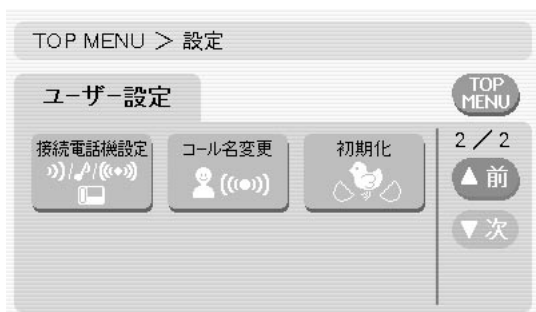 TOP MENU ＞ 設定
ユーザー設定
TOP
MENU
接続電話機設定
コール名変更
初期化
2／2
▲前
▼次